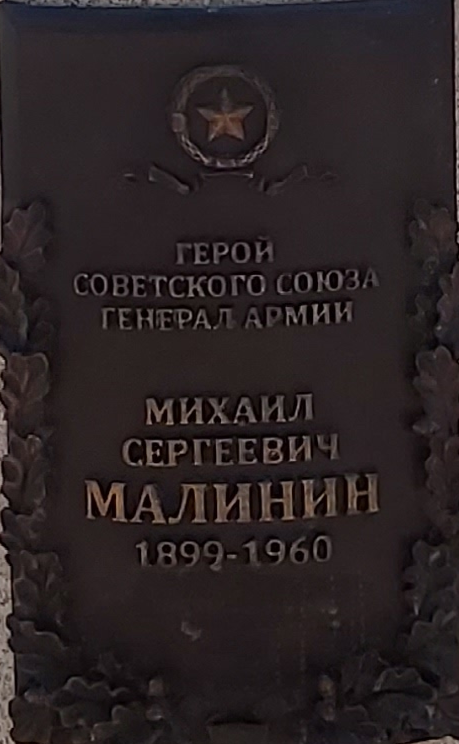 ГЕРОЙ
СОВЕТСКОГО СОЮЗА
ГЕНЕРАЛ АРМИИ
МИХАИЛ
СЕРГЕЕВИЧ
МАЛИНИН
1899-1960